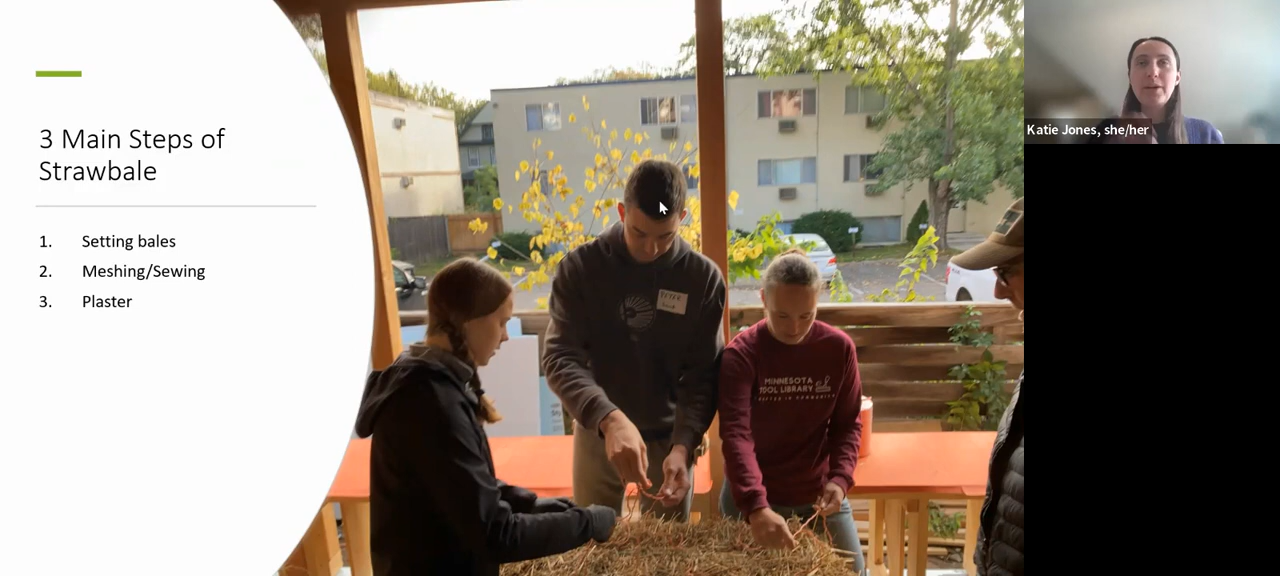 3 Main Steps of
Strawbale
1. Setting bales
2. Meshing/Sewing
3. Plaster
PETER
MINNESOTA
TOOL LIBRARY
Katie Jones, she/her